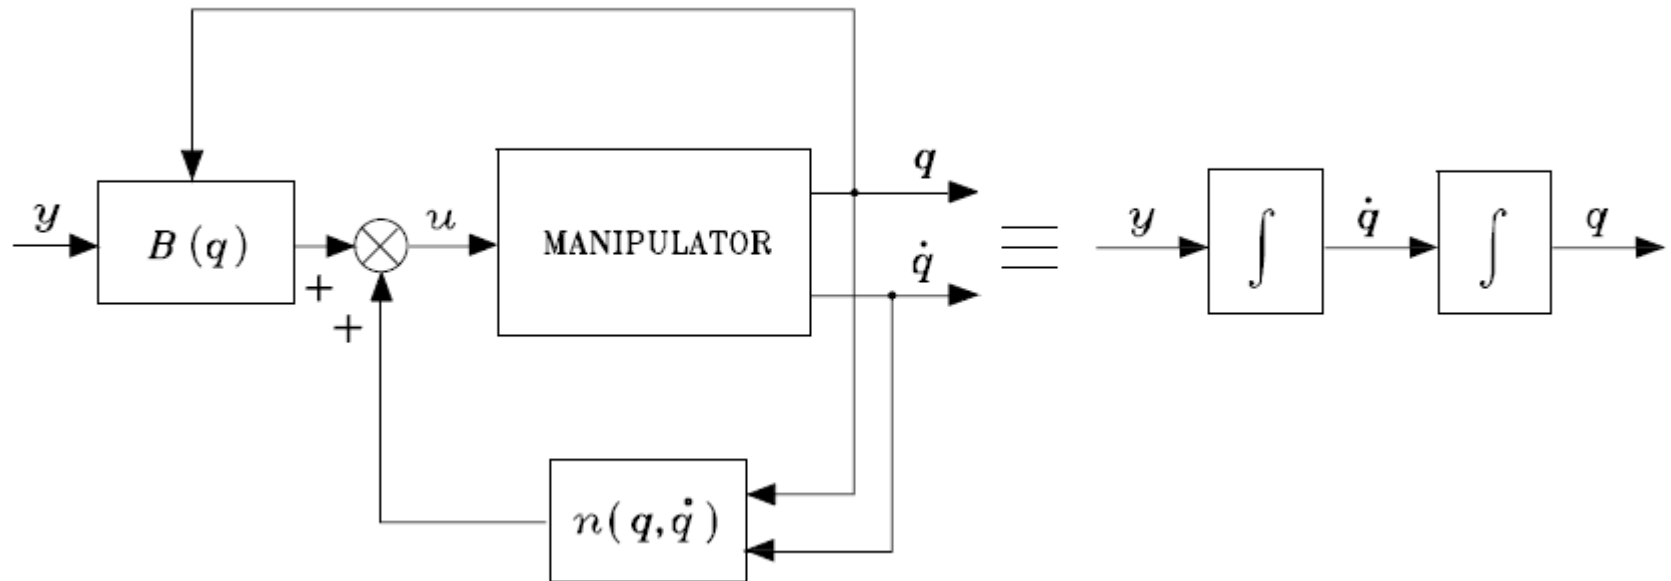 y
B (q)
+
+
u
MANIPULATOR
q
q̇
n( q, q̇ )
≡
y
∫
q̇
∫
q